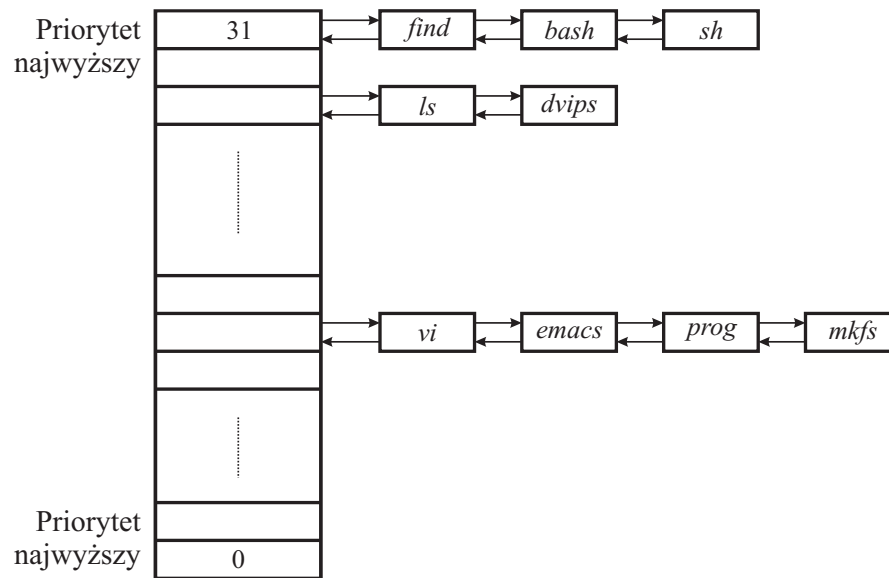 Priorytet
najwyższy
31
find
bash
sh
ls
dvips
vi
emacs
prog
mkfs
Priorytet
najwyższy
0